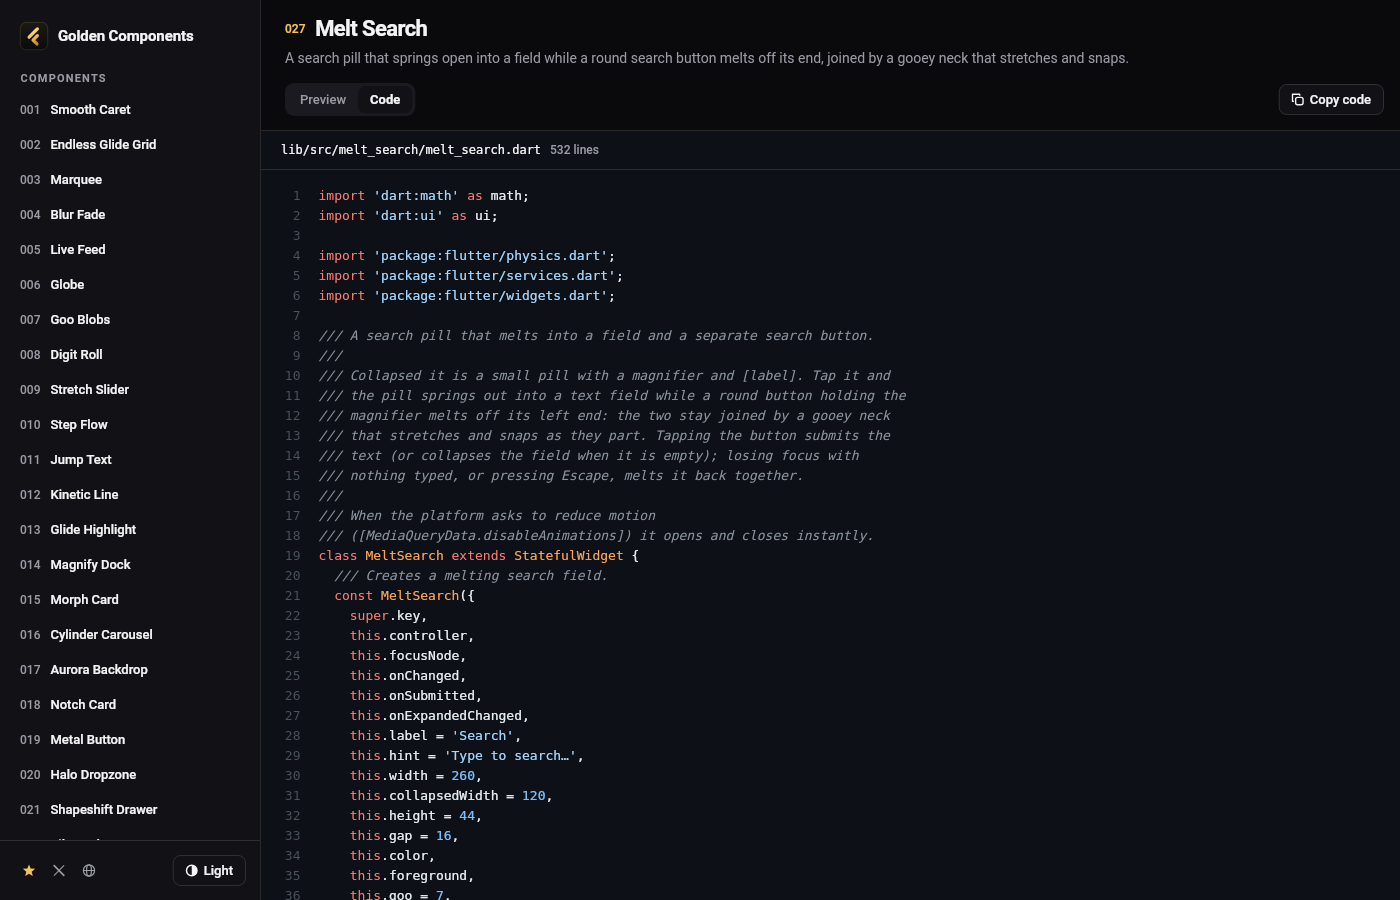 Golden Components
COMPONENTS
001 Smooth Caret
002 Endless Glide Grid
003 Marquee
004 Blur Fade
005 Live Feed
006 Globe
007 Goo Blobs
008 Digit Roll
009 Stretch Slider
010 Step Flow
011 Jump Text
012 Kinetic Line
013 Glide Highlight
014 Magnify Dock
015 Morph Card
016 Cylinder Carousel
017 Aurora Backdrop
018 Notch Card
019 Metal Button
020 Halo Dropzone
021 Shapeshift Drawer
Light
027 Melt Search
A search pill that springs open into a field while a round search button melts off its end, joined by a gooey neck that stretches and snaps.
Preview Code
Copy code
lib/src/melt_search/melt_search.dart 532 lines
1 import 'dart:math' as math;
2 import 'dart:ui' as ui;
3
4 import 'package:flutter/physics.dart';
5 import 'package:flutter/services.dart';
6 import 'package:flutter/widgets.dart';
7
8 /// A search pill that melts into a field and a separate search button.
9 ///
10 /// Collapsed it is a small pill with a magnifier and [label]. Tap it and
11 /// the pill springs out into a text field while a round button holding the
12 /// magnifier melts off its left end: the two stay joined by a gooey neck
13 /// that stretches and snaps as they part. Tapping the button submits the
14 /// text (or collapses the field when it is empty); losing focus with
15 /// nothing typed, or pressing Escape, melts it back together.
16 ///
17 /// When the platform asks to reduce motion
18 /// ([MediaQueryData.disableAnimations]) it opens and closes instantly.
19 class MeltSearch extends StatefulWidget {
20 /// Creates a melting search field.
21 const MeltSearch({
22 super.key,
23 this.controller,
24 this.focusNode,
25 this.onChanged,
26 this.onSubmitted,
27 this.onExpandedChanged,
28 this.label = 'Search',
29 this.hint = 'Type to search…',
30 this.width = 260,
31 this.collapsedWidth = 120,
32 this.height = 44,
33 this.gap = 16,
34 this.color,
35 this.foreground,
36 this.goo = 7,